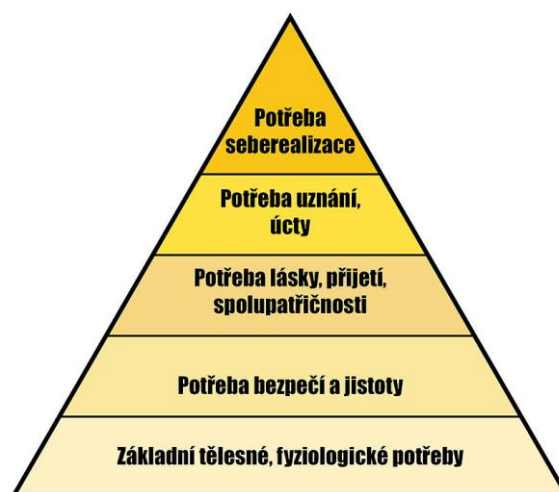 Potřeba
seberealizace
Potřeba uznání,
úcty
Potřeba lásky, přijetí,
spolupatřičnosti
Potřeba bezpečí a jistoty
Základní tělesné, fyziologické potřeby